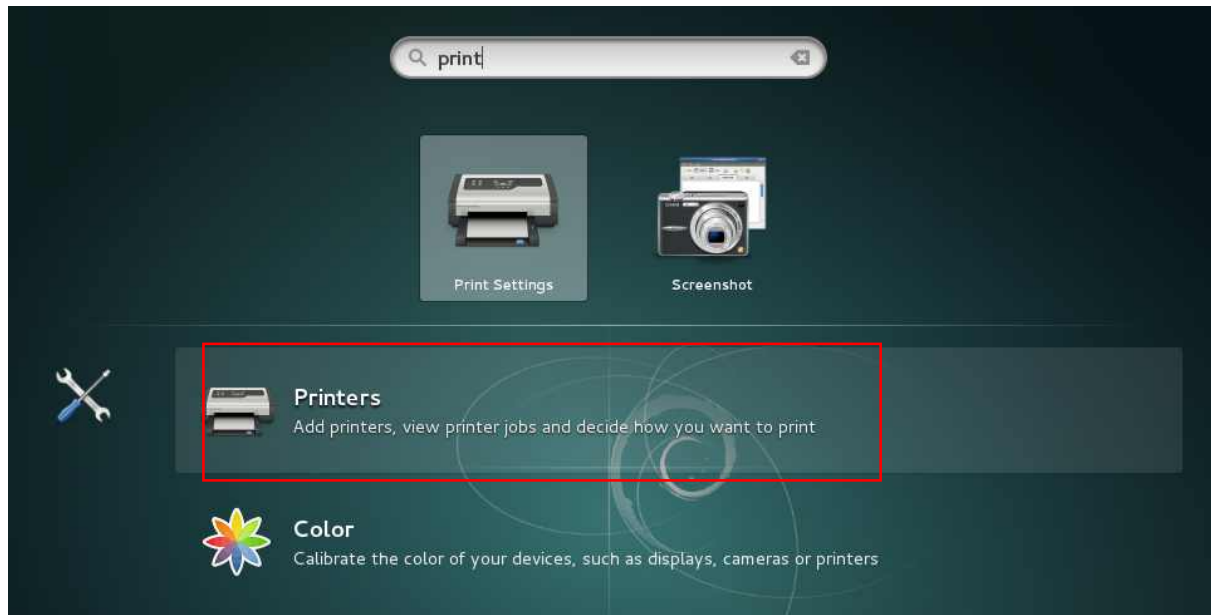 print
Print Settings
Screenshot
Printers
Add printers, view printer jobs and decide how you want to print
Color
Calibrate the color of your devices, such as displays, cameras or printers